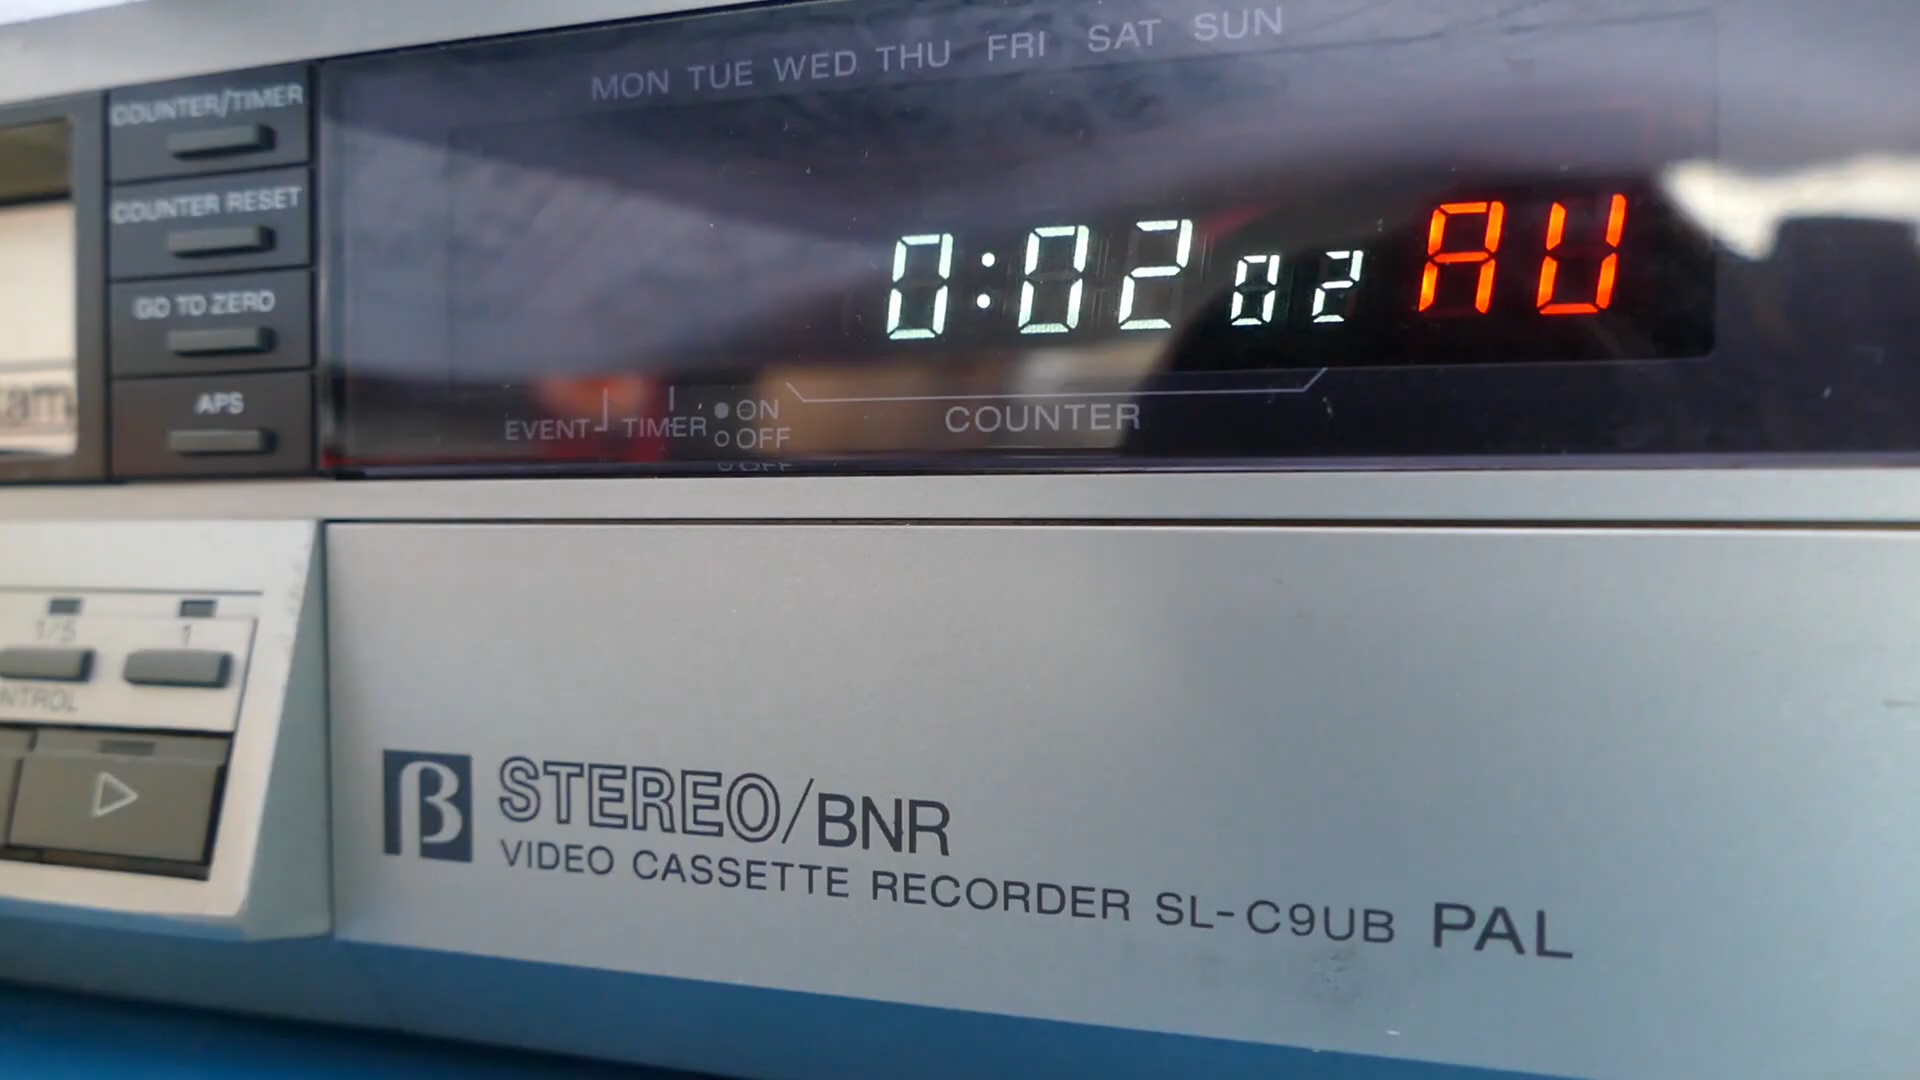 MON TUE WED THU FRI SAT SUN
COUNTER/TIMER
COUNTER RESET
GO TO ZERO
APS
0:02 02 AU
EVENT TIMER ON
OFF
COUNTER
1/5 1
β STEREO/BNR
VIDEO CASSETTE RECORDER SL-C9UB PAL